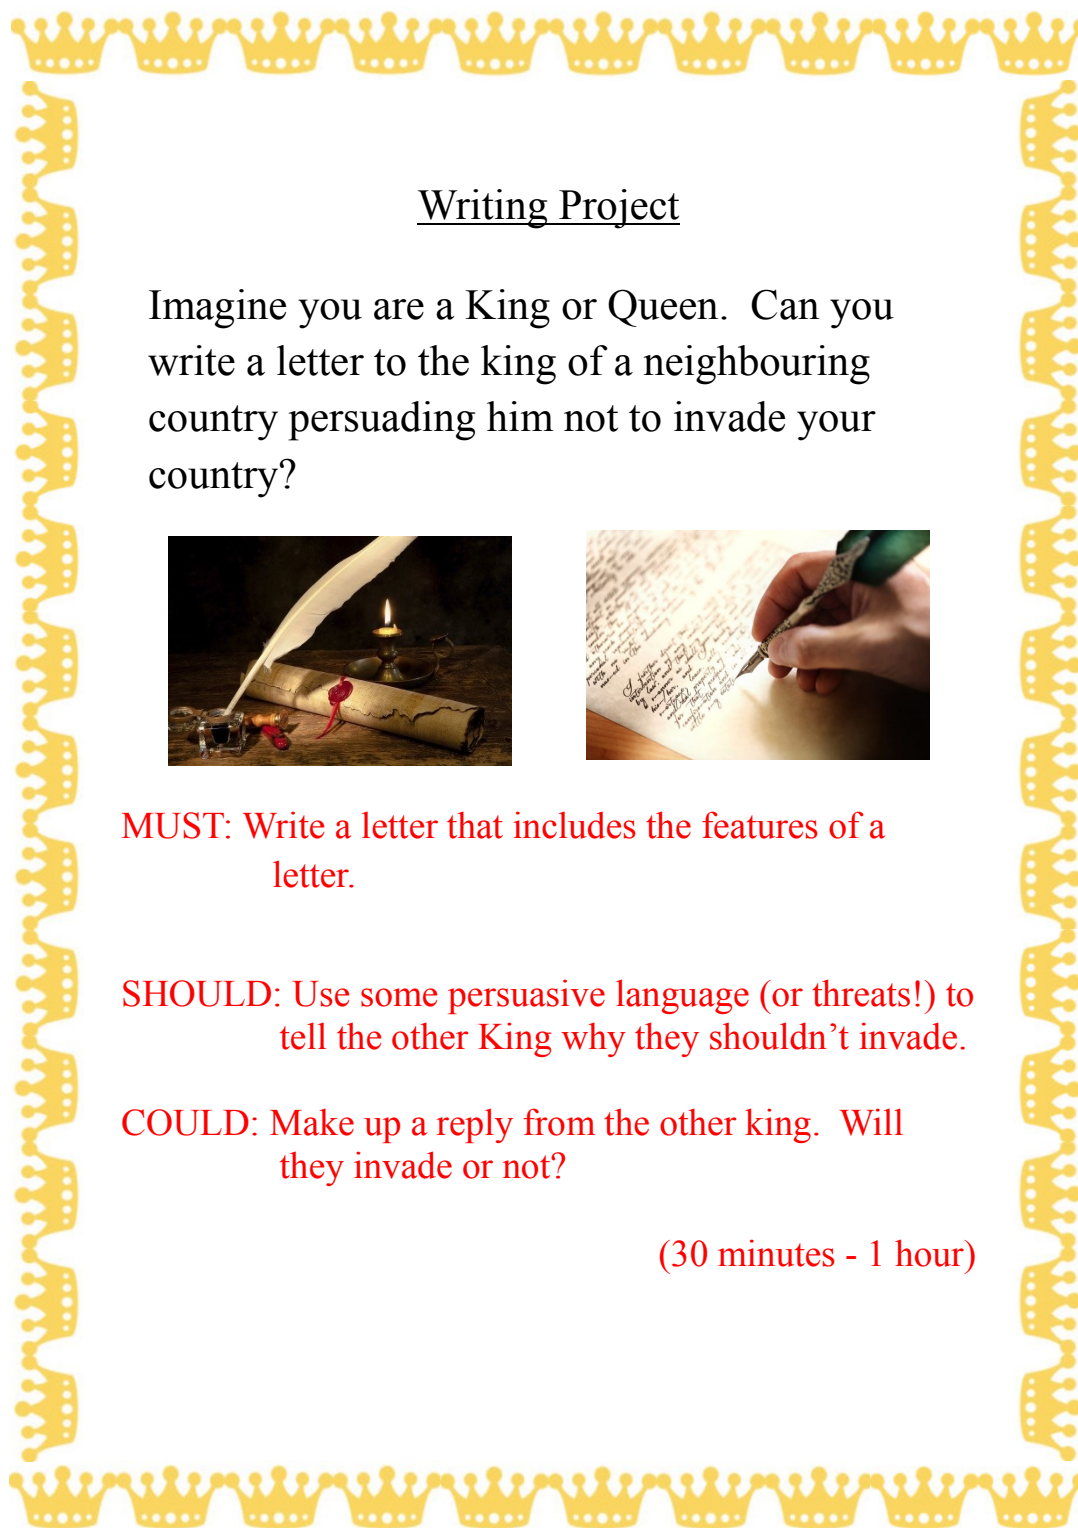 Writing Project
Imagine you are a King or Queen.  Can you
write a letter to the king of a neighbouring
country persuading him not to invade your
country?
MUST: Write a letter that includes the features of a
letter.
SHOULD: Use some persuasive language (or threats!) to
tell the other King why they shouldn’t invade.
COULD: Make up a reply from the other king.  Will
they invade or not?
(30 minutes - 1 hour)